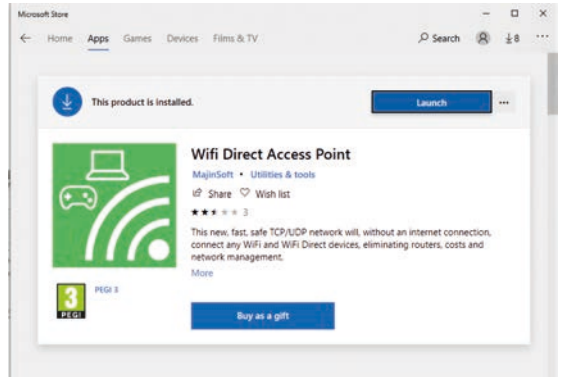 Microsoft Store
Home Apps Games Devices Films & TV Search 8
This product is installed. Launch
Wifi Direct Access Point
MajinSoft • Utilities & tools
Share Wish list
3
This new, fast, safe TCP/UDP network will, without an internet connection,
connect any WiFi and WiFi Direct devices, eliminating routers, costs and
network management.
More
3 PEGI 3
PEGI
Buy as a gift